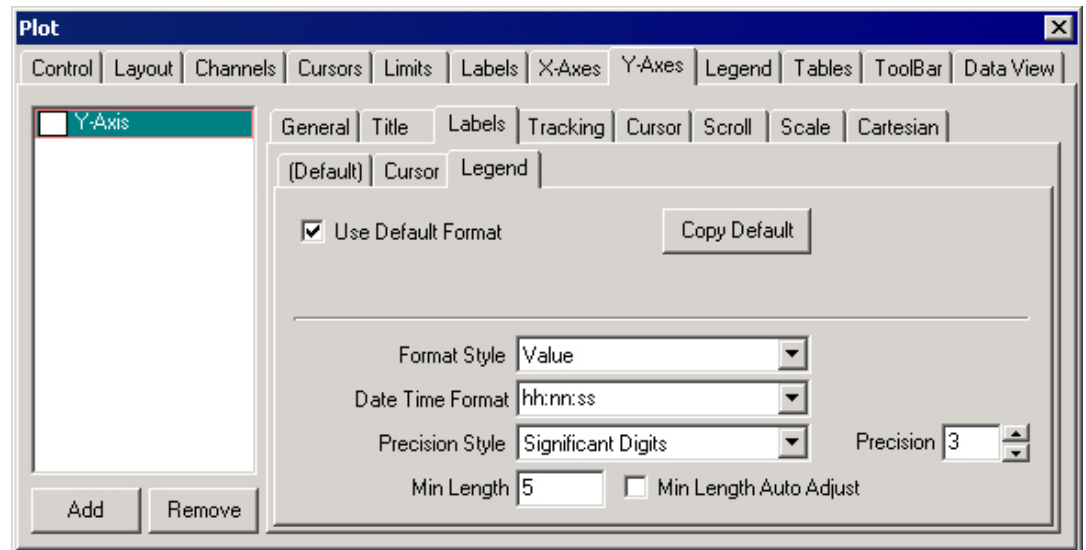 Plot
Control Layout Channels Cursors Limits Labels X-Axes Y-Axes Legend Tables ToolBar Data View
Y-Axis
General Title Labels Tracking Cursor Scroll Scale Cartesian
(Default) Cursor Legend
Use Default Format Copy Default
Format Style Value
Date Time Format hh:nn:ss
Precision Style Significant Digits Precision 3
Min Length 5 Min Length Auto Adjust
Add Remove